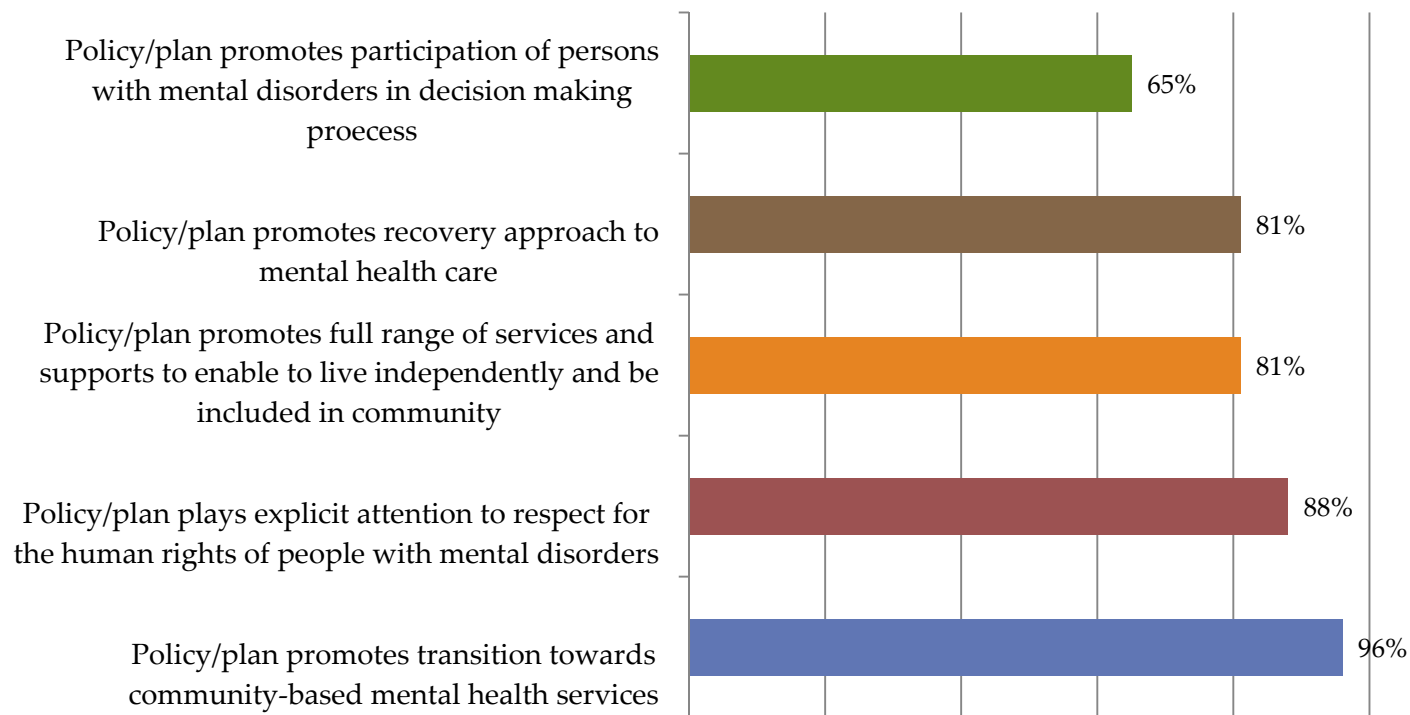 Policy/plan promotes participation of persons
with mental disorders in decision making
proecess
65%
Policy/plan promotes recovery approach to
mental health care
81%
Policy/plan promotes full range of services and
supports to enable to live independently and be
included in community
81%
Policy/plan plays explicit attention to respect for
the human rights of people with mental disorders
88%
Policy/plan promotes transition towards
community-based mental health services
96%